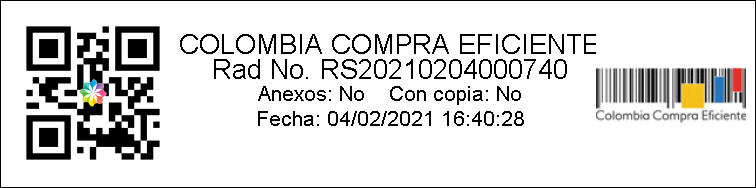 COLOMBIA COMPRA EFICIENTE
Rad No. RS20210204000740
Anexos: No    Con copia: No
Fecha: 04/02/2021 16:40:28
Colombia Compra Eficiente